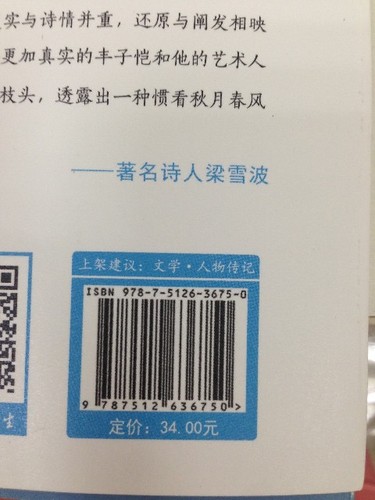 实与诗情并重，还原与阐发相映
更加真实的丰子恺和他的艺术人
枝头，透露出一种惯看秋月春风
——著名诗人梁雪波
上架建议：文学·人物传记
ISBN 978-7-5126-3675-0
9 787512 636750 >
定价：34.00元
生